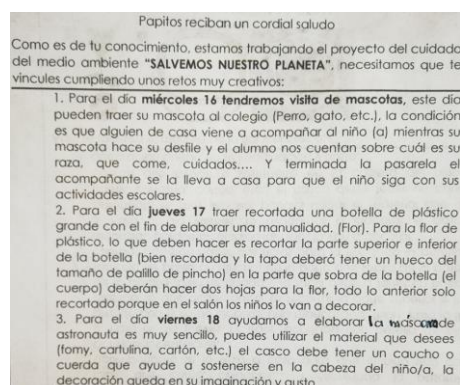 Papitos reciban un cordial saludo
Como es de tu conocimiento, estamos trabajando el proyecto del cuidado
del medio ambiente "SALVEMOS NUESTRO PLANETA", necesitamos que te
vincules cumpliendo unos retos muy creativos:
1. Para el día miércoles 16 tendremos visita de mascotas, este día
pueden traer su mascota al colegio (Perro, gato, etc.), la condición
es que alguien de casa viene a acompañar al niño (a) mientras su
mascota hace su desfile y el alumno nos cuentan sobre cuál es su
raza, que come, cuidados.... Y terminada la pasarela el
acompañante se la lleva a casa para que el niño siga con sus
actividades escolares.
2. Para el día jueves 17 traer recortada una botella de plástico
grande con el fin de elaborar una manualidad. (Flor). Para la flor de
plástico, lo que deben hacer es recortar la parte superior e inferior
de la botella (bien recortada y la tapa deberá tener un hueco del
tamaño de palillo de pincho) en la parte que sobra de la botella (el
cuerpo) deberán hacer dos hojas para la flor, todo lo anterior solo
recortado porque en el salón los niños lo van a decorar.
3. Para el día viernes 18 ayudamos a elaborar la máscara de
astronauta es muy sencillo, puedes utilizar el material que desees
(fomy, cartulina, cartón, etc.) el casco debe tener un caucho o
cuerda que ayude a sostenerse en la cabeza del niño/a, la
decoración queda en su imaginación y gusto